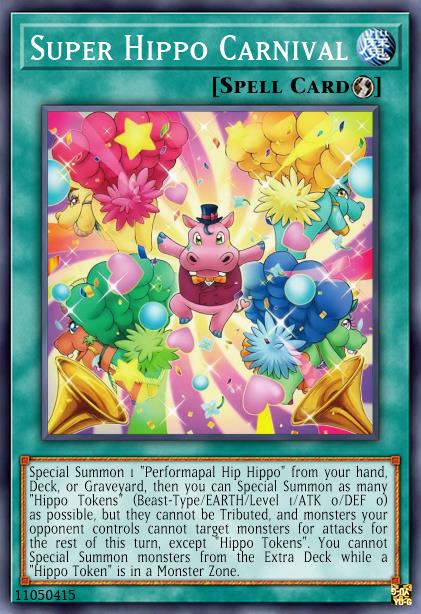 Super Hippo Carnival
魔
[Spell Card]
Special Summon 1 "Performapal Hip Hippo" from your hand,
Deck, or Graveyard, then you can Special Summon as many
"Hippo Tokens" (Beast-Type/EARTH/Level 1/ATK 0/DEF 0)
as possible, but they cannot be Tributed, and monsters your
opponent controls cannot target monsters for attacks for
the rest of this turn, except "Hippo Tokens". You cannot
Special Summon monsters from the Extra Deck while a
"Hippo Token" is in a Monster Zone.
11050415